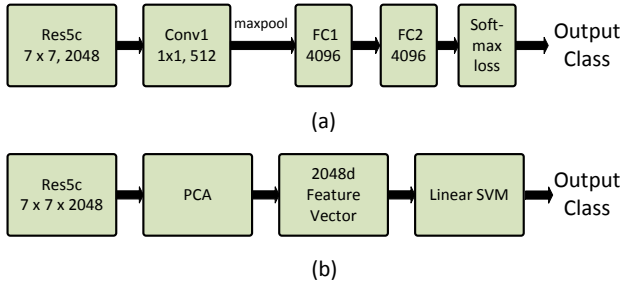 Res5c
7 x 7, 2048
Conv1
1x1, 512
maxpool
FC1
4096
FC2
4096
Soft-
max
loss
Output
Class
(a)
Res5c
7 x 7 x 2048
PCA
2048d
Feature
Vector
Linear SVM
Output
Class
(b)